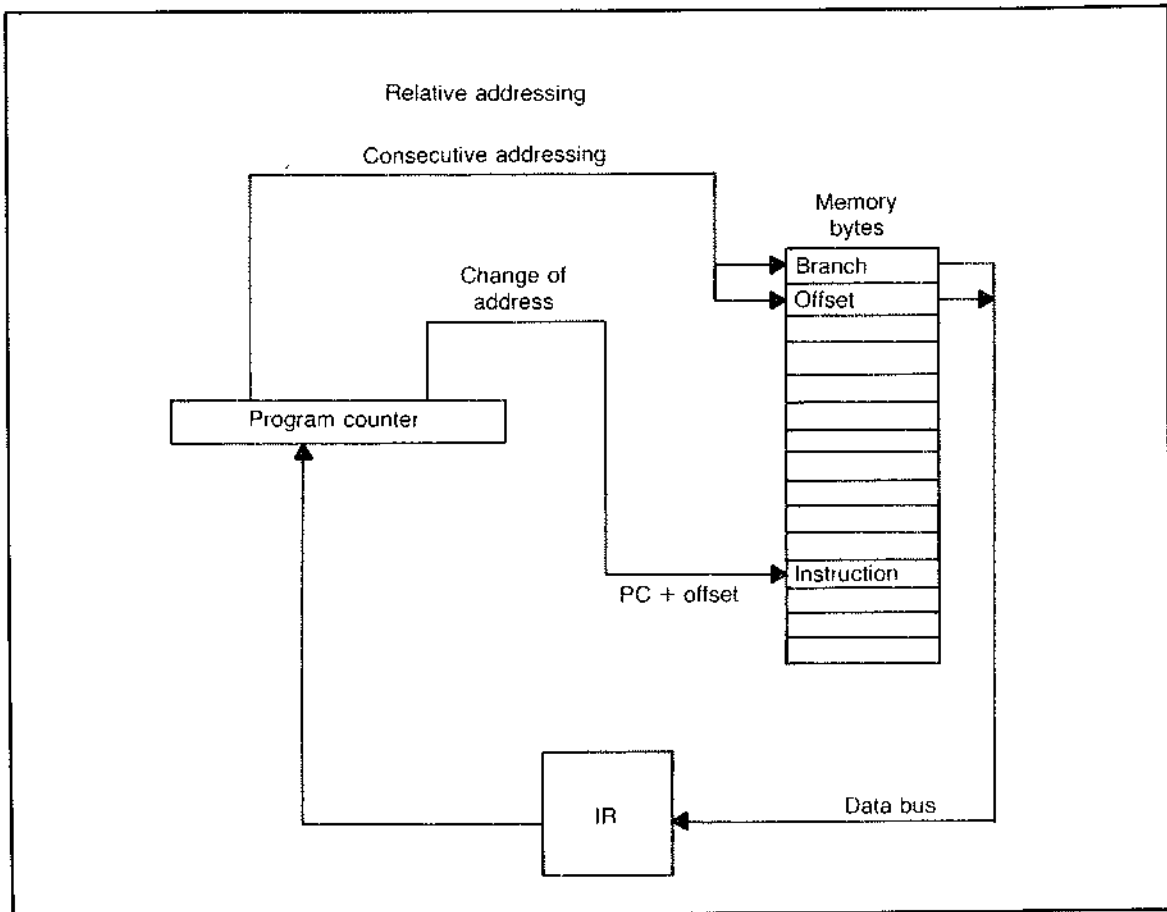 Relative addressing
Consecutive addressing
Memory
bytes
Branch
Change of
address
Offset
Program counter
Instruction
PC + offset
IR
Data bus